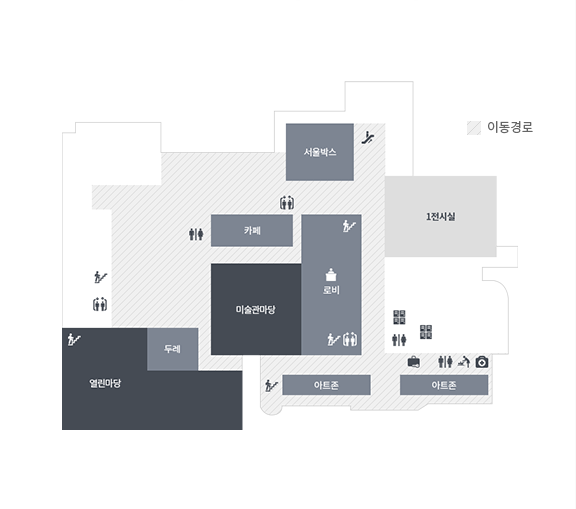 이동경로
서울박스
1전시실
카페
로비
미술관마당
두레
열린마당
아트존
아트존